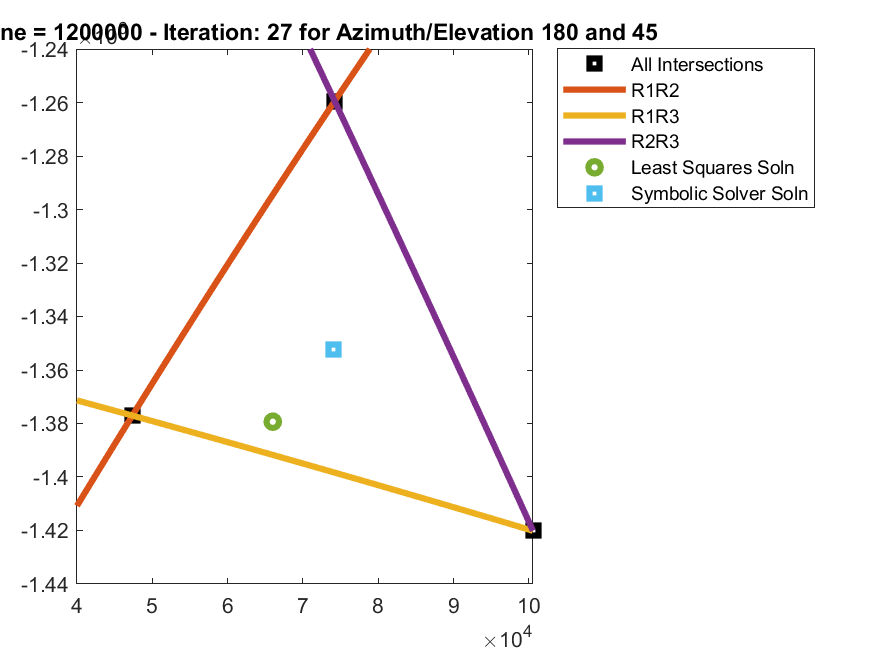 ne = 1200000 - Iteration: 27 for Azimuth/Elevation 180 and 45
-1.24
-1.26
-1.28
-1.3
-1.32
-1.34
-1.36
-1.38
-1.4
-1.42
-1.44
4 5 6 7 8 9 10
×10⁴
All Intersections
R1R2
R1R3
R2R3
Least Squares Soln
Symbolic Solver Soln